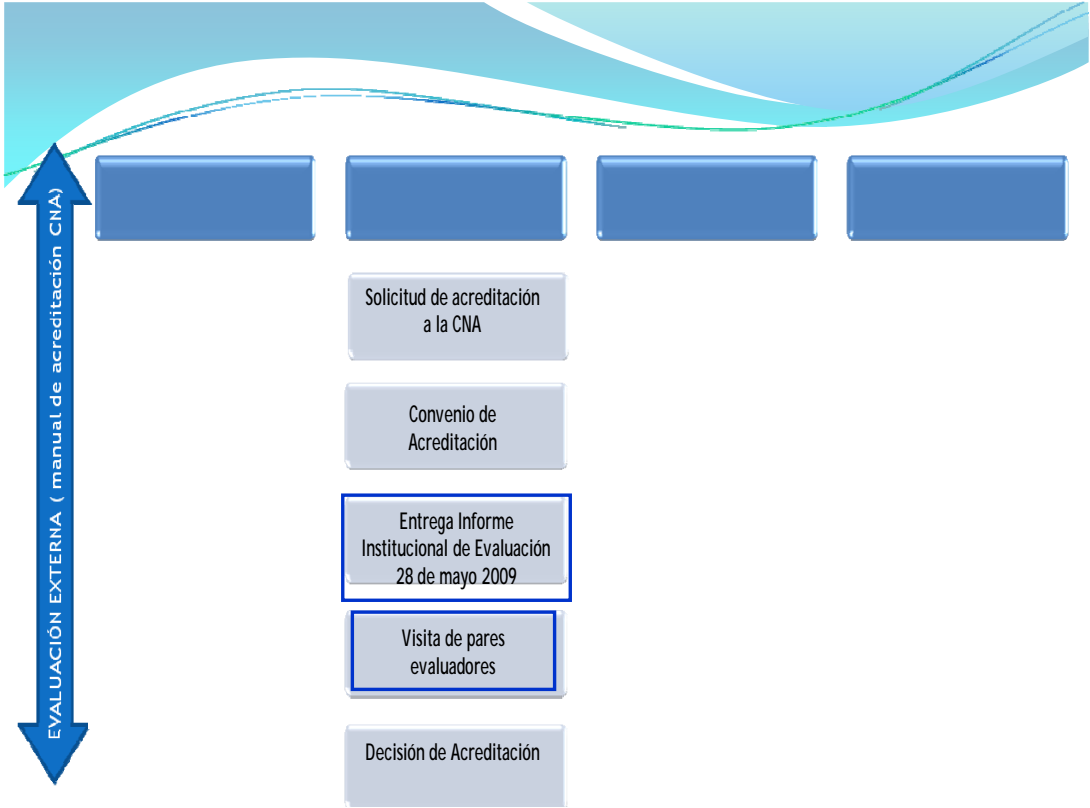 EVALUACIÓN EXTERNA ( manual de acreditación CNA)
Solicitud de acreditación
a la CNA
Convenio de
Acreditación
Entrega Informe
Institucional de Evaluación
28 de mayo 2009
Visita de pares
evaluadores
Decisión de Acreditación